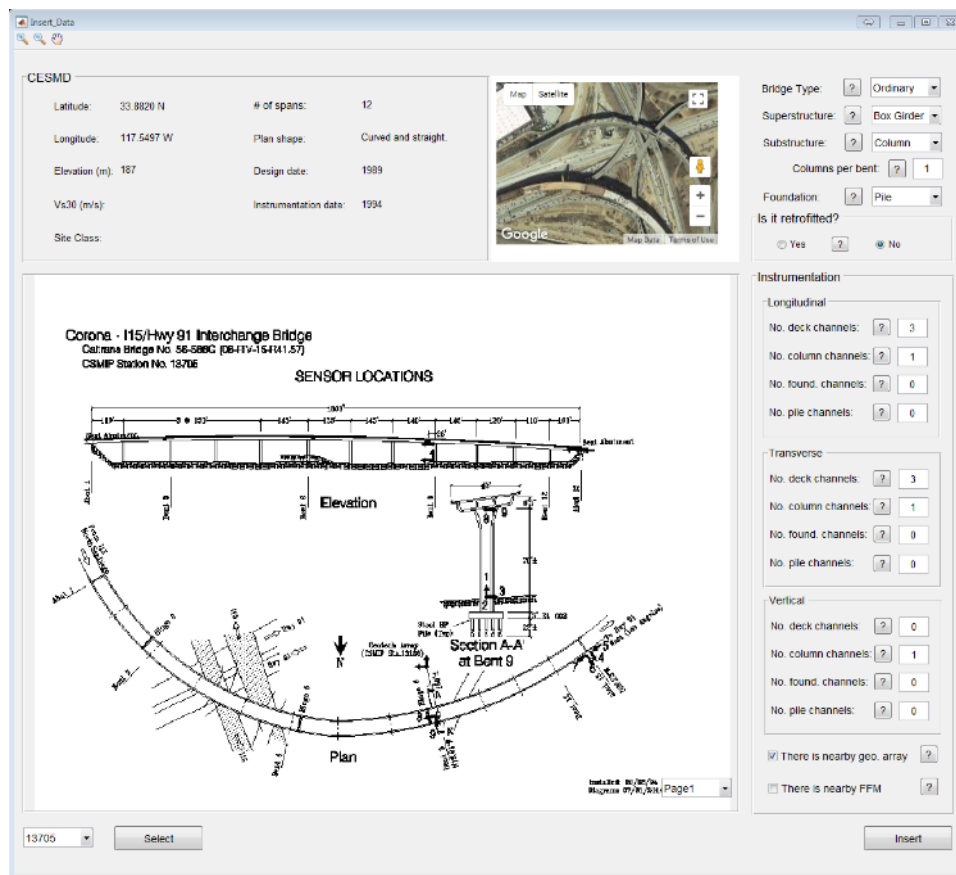 Insert_Data
CESMD
Latitude: 33.8820 N # of spans: 12
Longitude: 117.5497 W Plan shape: Curved and straight.
Elevation (m): 187 Design date: 1989
Vs30 (m/s): Instrumentation date: 1994
Site Class:
Map Satellite
Google
Map Data Terms of Use
Bridge Type: ? Ordinary
Superstructure: ? Box Girder
Substructure: ? Column
Columns per bent: ? 1
Foundation: ? Pile
Is it retrofitted?
Yes ? No
Corona - I15/Hwy 91 Interchange Bridge
Caltrans Bridge No.
CSMIP Station No. 13705
SENSOR LOCATIONS
Elevation
Section A-A'
at Bent 9
N
Plan
Page1
Instrumentation
Longitudinal
No. deck channels: ? 3
No. column channels: ? 1
No. found. channels: ? 0
No. pile channels: ? 0
Transverse
No. deck channels: ? 3
No. column channels: ? 1
No. found. channels: ? 0
No. pile channels: ? 0
Vertical
No. deck channels: ? 0
No. column channels: ? 1
No. found. channels: ? 0
No. pile channels: ? 0
There is nearby geo. array ?
There is nearby FFM ?
13705 Select Insert